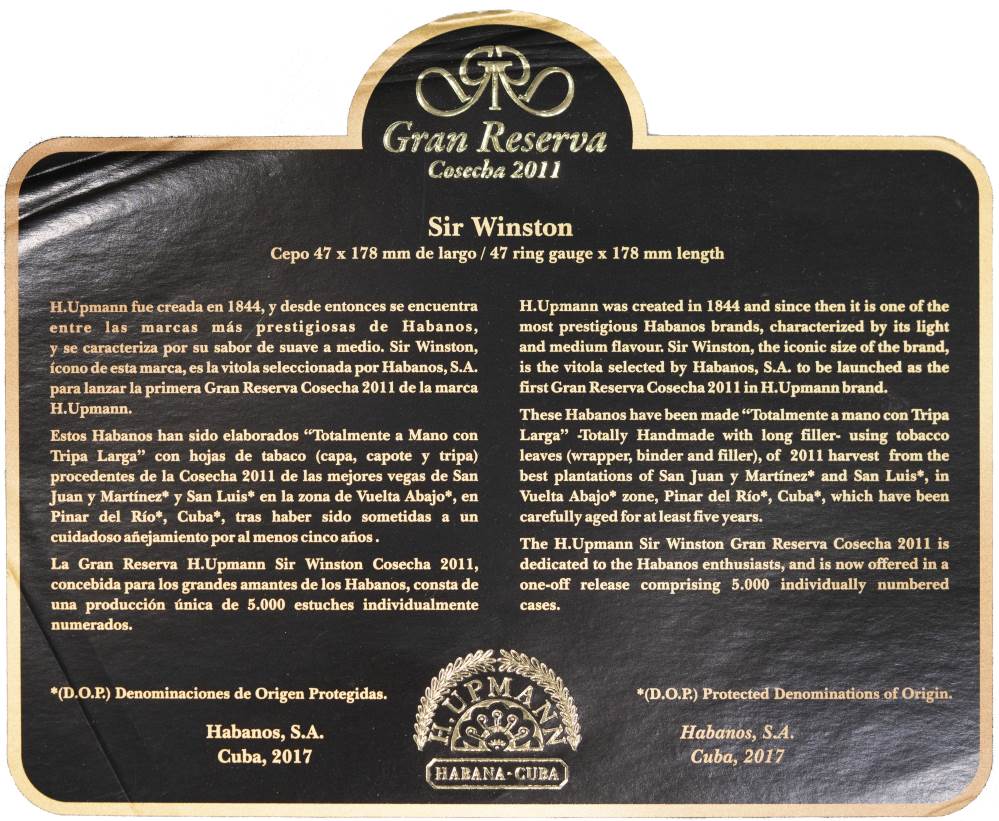 Gran Reserva
Cosecha 2011
Sir Winston
Cepo 47 x 178 mm de largo / 47 ring gauge x 178 mm length
H.Upmann fue creada en 1844, y desde entonces se encuentra
entre las marcas más prestigiosas de Habanos,
y se caracteriza por su sabor de suave a medio. Sir Winston,
ícono de esta marca, es la vitola seleccionada por Habanos, S.A.
para lanzar la primera Gran Reserva Cosecha 2011 de la marca
H.Upmann.
Estos Habanos han sido elaborados “Totalmente a Mano con
Tripa Larga” con hojas de tabaco (capa, capote y tripa)
procedentes de la Cosecha 2011 de las mejores vegas de San
Juan y Martínez* y San Luis* en la zona de Vuelta Abajo*, en
Pinar del Río*, Cuba*, tras haber sido sometidas a un
cuidadoso añejamiento por al menos cinco años .
La Gran Reserva H.Upmann Sir Winston Cosecha 2011,
concebida para los grandes amantes de los Habanos, consta de
una producción única de 5.000 estuches individualmente
numerados.
*(D.O.P.) Denominaciones de Origen Protegidas.
Habanos, S.A.
Cuba, 2017
H.Upmann was created in 1844 and since then it is one of the
most prestigious Habanos brands, characterized by its light
and medium flavour. Sir Winston, the iconic size of the brand,
is the vitola selected by Habanos, S.A. to be launched as the
first Gran Reserva Cosecha 2011 in H.Upmann brand.
These Habanos have been made “Totalmente a mano con Tripa
Larga” -Totally Handmade with long filler- using tobacco
leaves (wrapper, binder and filler), of 2011 harvest from the
best plantations of San Juan y Martínez* and San Luis*, in
Vuelta Abajo* zone, Pinar del Río*, Cuba*, which have been
carefully aged for at least five years.
The H.Upmann Sir Winston Gran Reserva Cosecha 2011 is
dedicated to the Habanos enthusiasts, and is now offered in a
one-off release comprising 5.000 individually numbered
cases.
*(D.O.P.) Protected Denominations of Origin.
Habanos, S.A.
Cuba, 2017
H.UPMANN
HABANA-CUBA